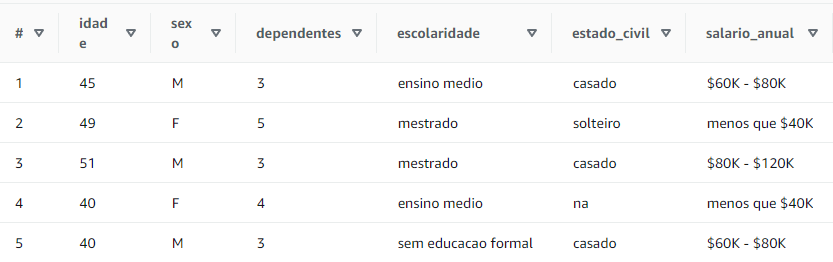 # idade sexo dependentes escolaridade estado_civil salario_anual
1 45 M 3 ensino medio casado $60K - $80K
2 49 F 5 mestrado solteiro menos que $40K
3 51 M 3 mestrado casado $80K - $120K
4 40 F 4 ensino medio na menos que $40K
5 40 M 3 sem educacao formal casado $60K - $80K